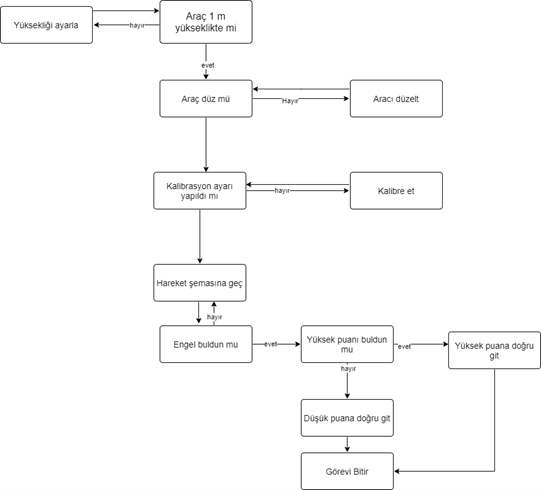 Araç 1 m
yükseklikte mi
Yüksekliği ayarla
hayır
evet
Araç düz mü
Hayır
Aracı düzelt
Kalibrasyon ayarı
yapıldı mı
hayır
Kalibre et
Hareket şemasına geç
hayır
Engel buldun mu
evet
Yüksek puanı buldun
mu
evet
Yüksek puana doğru
git
hayır
Düşük puana doğru git
Görevi Bitir